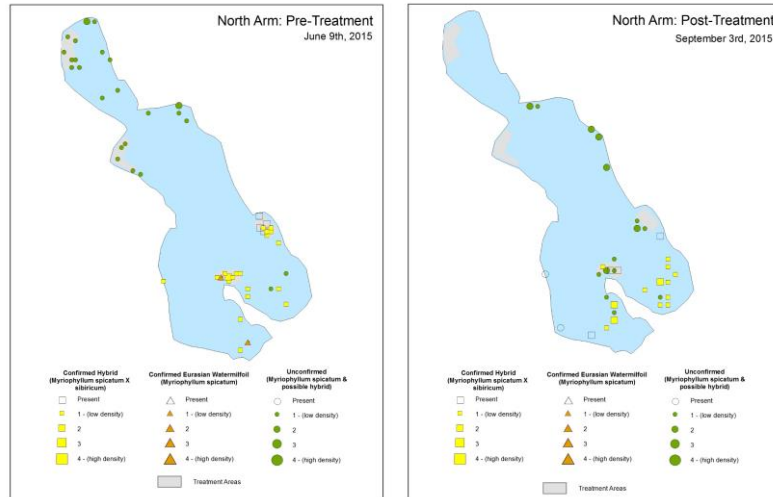 North Arm: Pre-Treatment
June 9th, 2015
Confirmed Hybrid
(Myriophyllum spicatum X
sibiricum)
Present
1 - (low density)
2
3
4 - (high density)
Confirmed Eurasian Watermilfoil
(Myriophyllum spicatum)
Present
1 - (low density)
2
3
4 - (high density)
Unconfirmed
(Myriophyllum spicatum &
possible hybrid)
Present
1 - (low density)
2
3
4 - (high density)
Treatment Areas
North Arm: Post-Treatment
September 3rd, 2015
Confirmed Hybrid
(Myriophyllum spicatum X
sibiricum)
Present
1 - (low density)
2
3
4 - (high density)
Confirmed Eurasian Watermilfoil
(Myriophyllum spicatum)
Present
1 - (low density)
2
3
4 - (high density)
Unconfirmed
(Myriophyllum spicatum &
possible hybrid)
Present
1 - (low density)
2
3
4 - (high density)
Treatment Areas